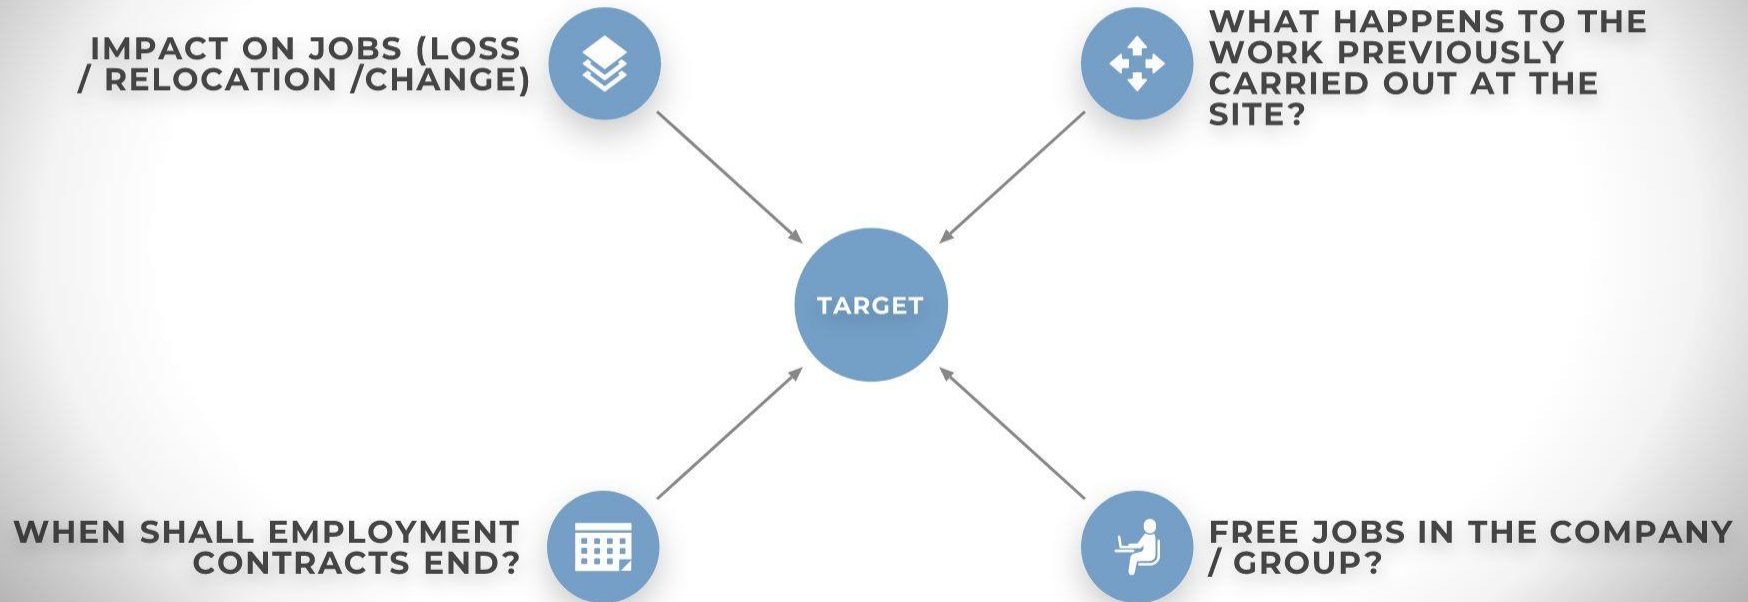 IMPACT ON JOBS (LOSS
/ RELOCATION /CHANGE)
WHAT HAPPENS TO THE
WORK PREVIOUSLY
CARRIED OUT AT THE
SITE?
TARGET
WHEN SHALL EMPLOYMENT
CONTRACTS END?
FREE JOBS IN THE COMPANY
/ GROUP?